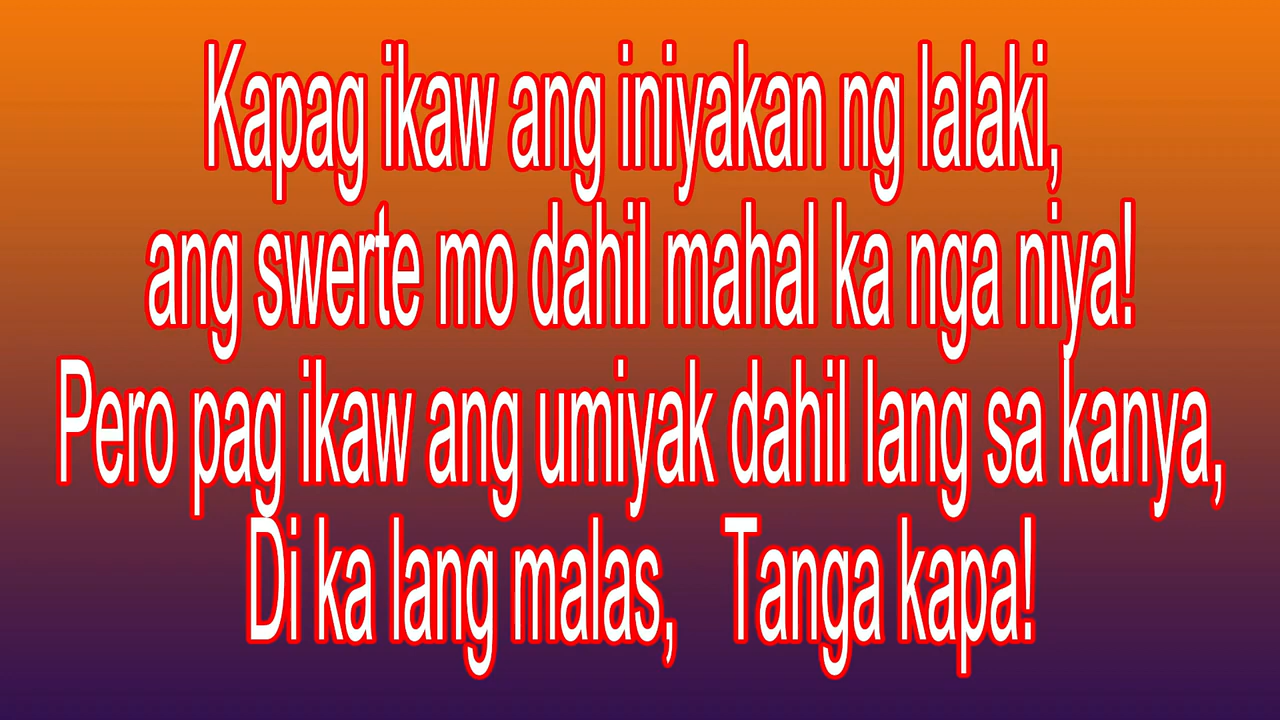 Kapag ikaw ang iniyakan ng lalaki,
ang swerte mo dahil mahal ka nga niya!
Pero pag ikaw ang umiyak dahil lang sa kanya,
Di ka lang malas, Tanga kapa!